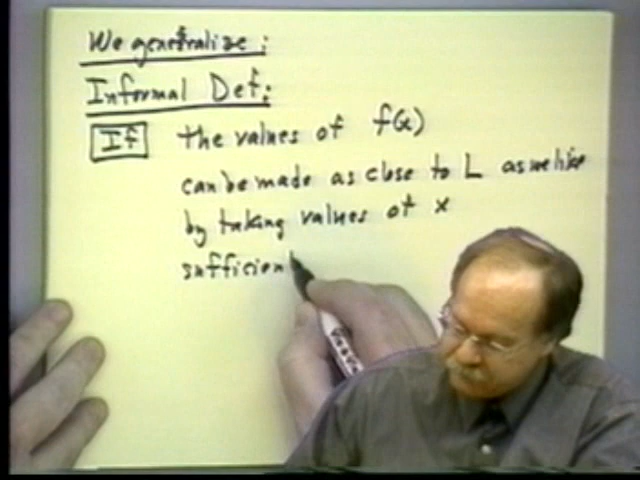 We generalize:
Informal Def:
If the values of f(x)
can be made as close to L as we like
by taking values of x
sufficien